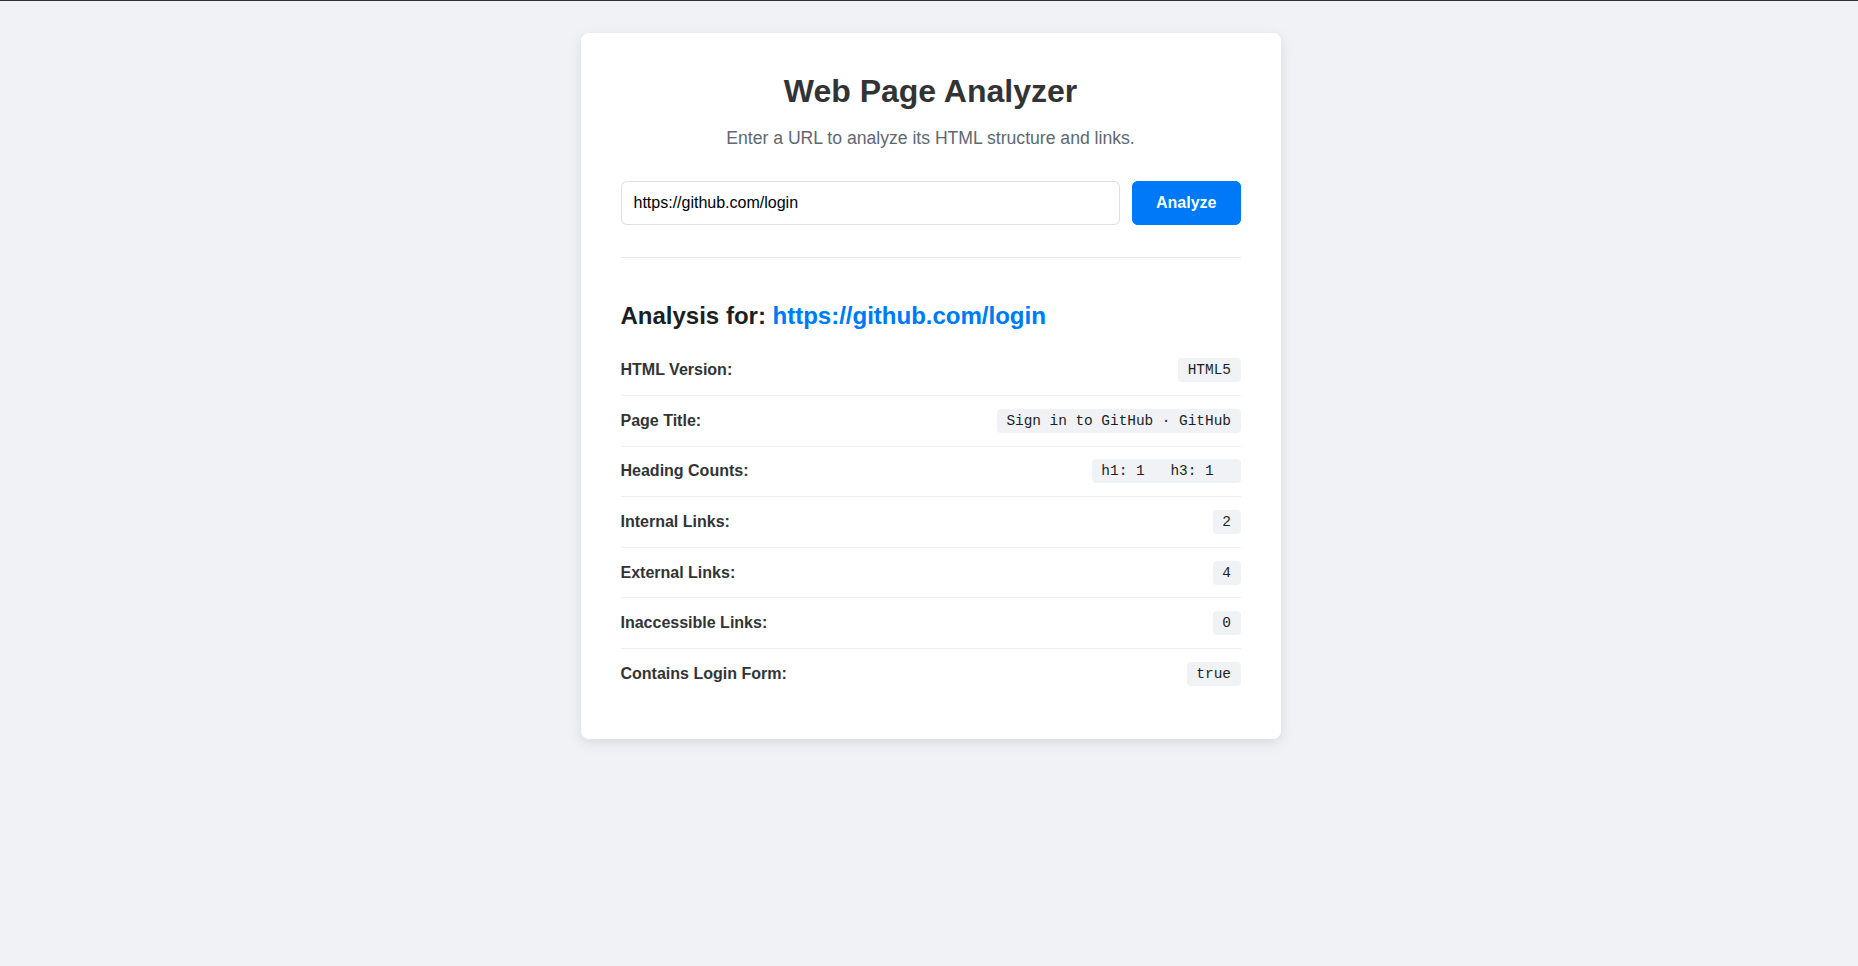 Web Page Analyzer
Enter a URL to analyze its HTML structure and links.
https://github.com/login Analyze
Analysis for: https://github.com/login
HTML Version: HTML5
Page Title: Sign in to GitHub · GitHub
Heading Counts: h1: 1 h3: 1
Internal Links: 2
External Links: 4
Inaccessible Links: 0
Contains Login Form: true